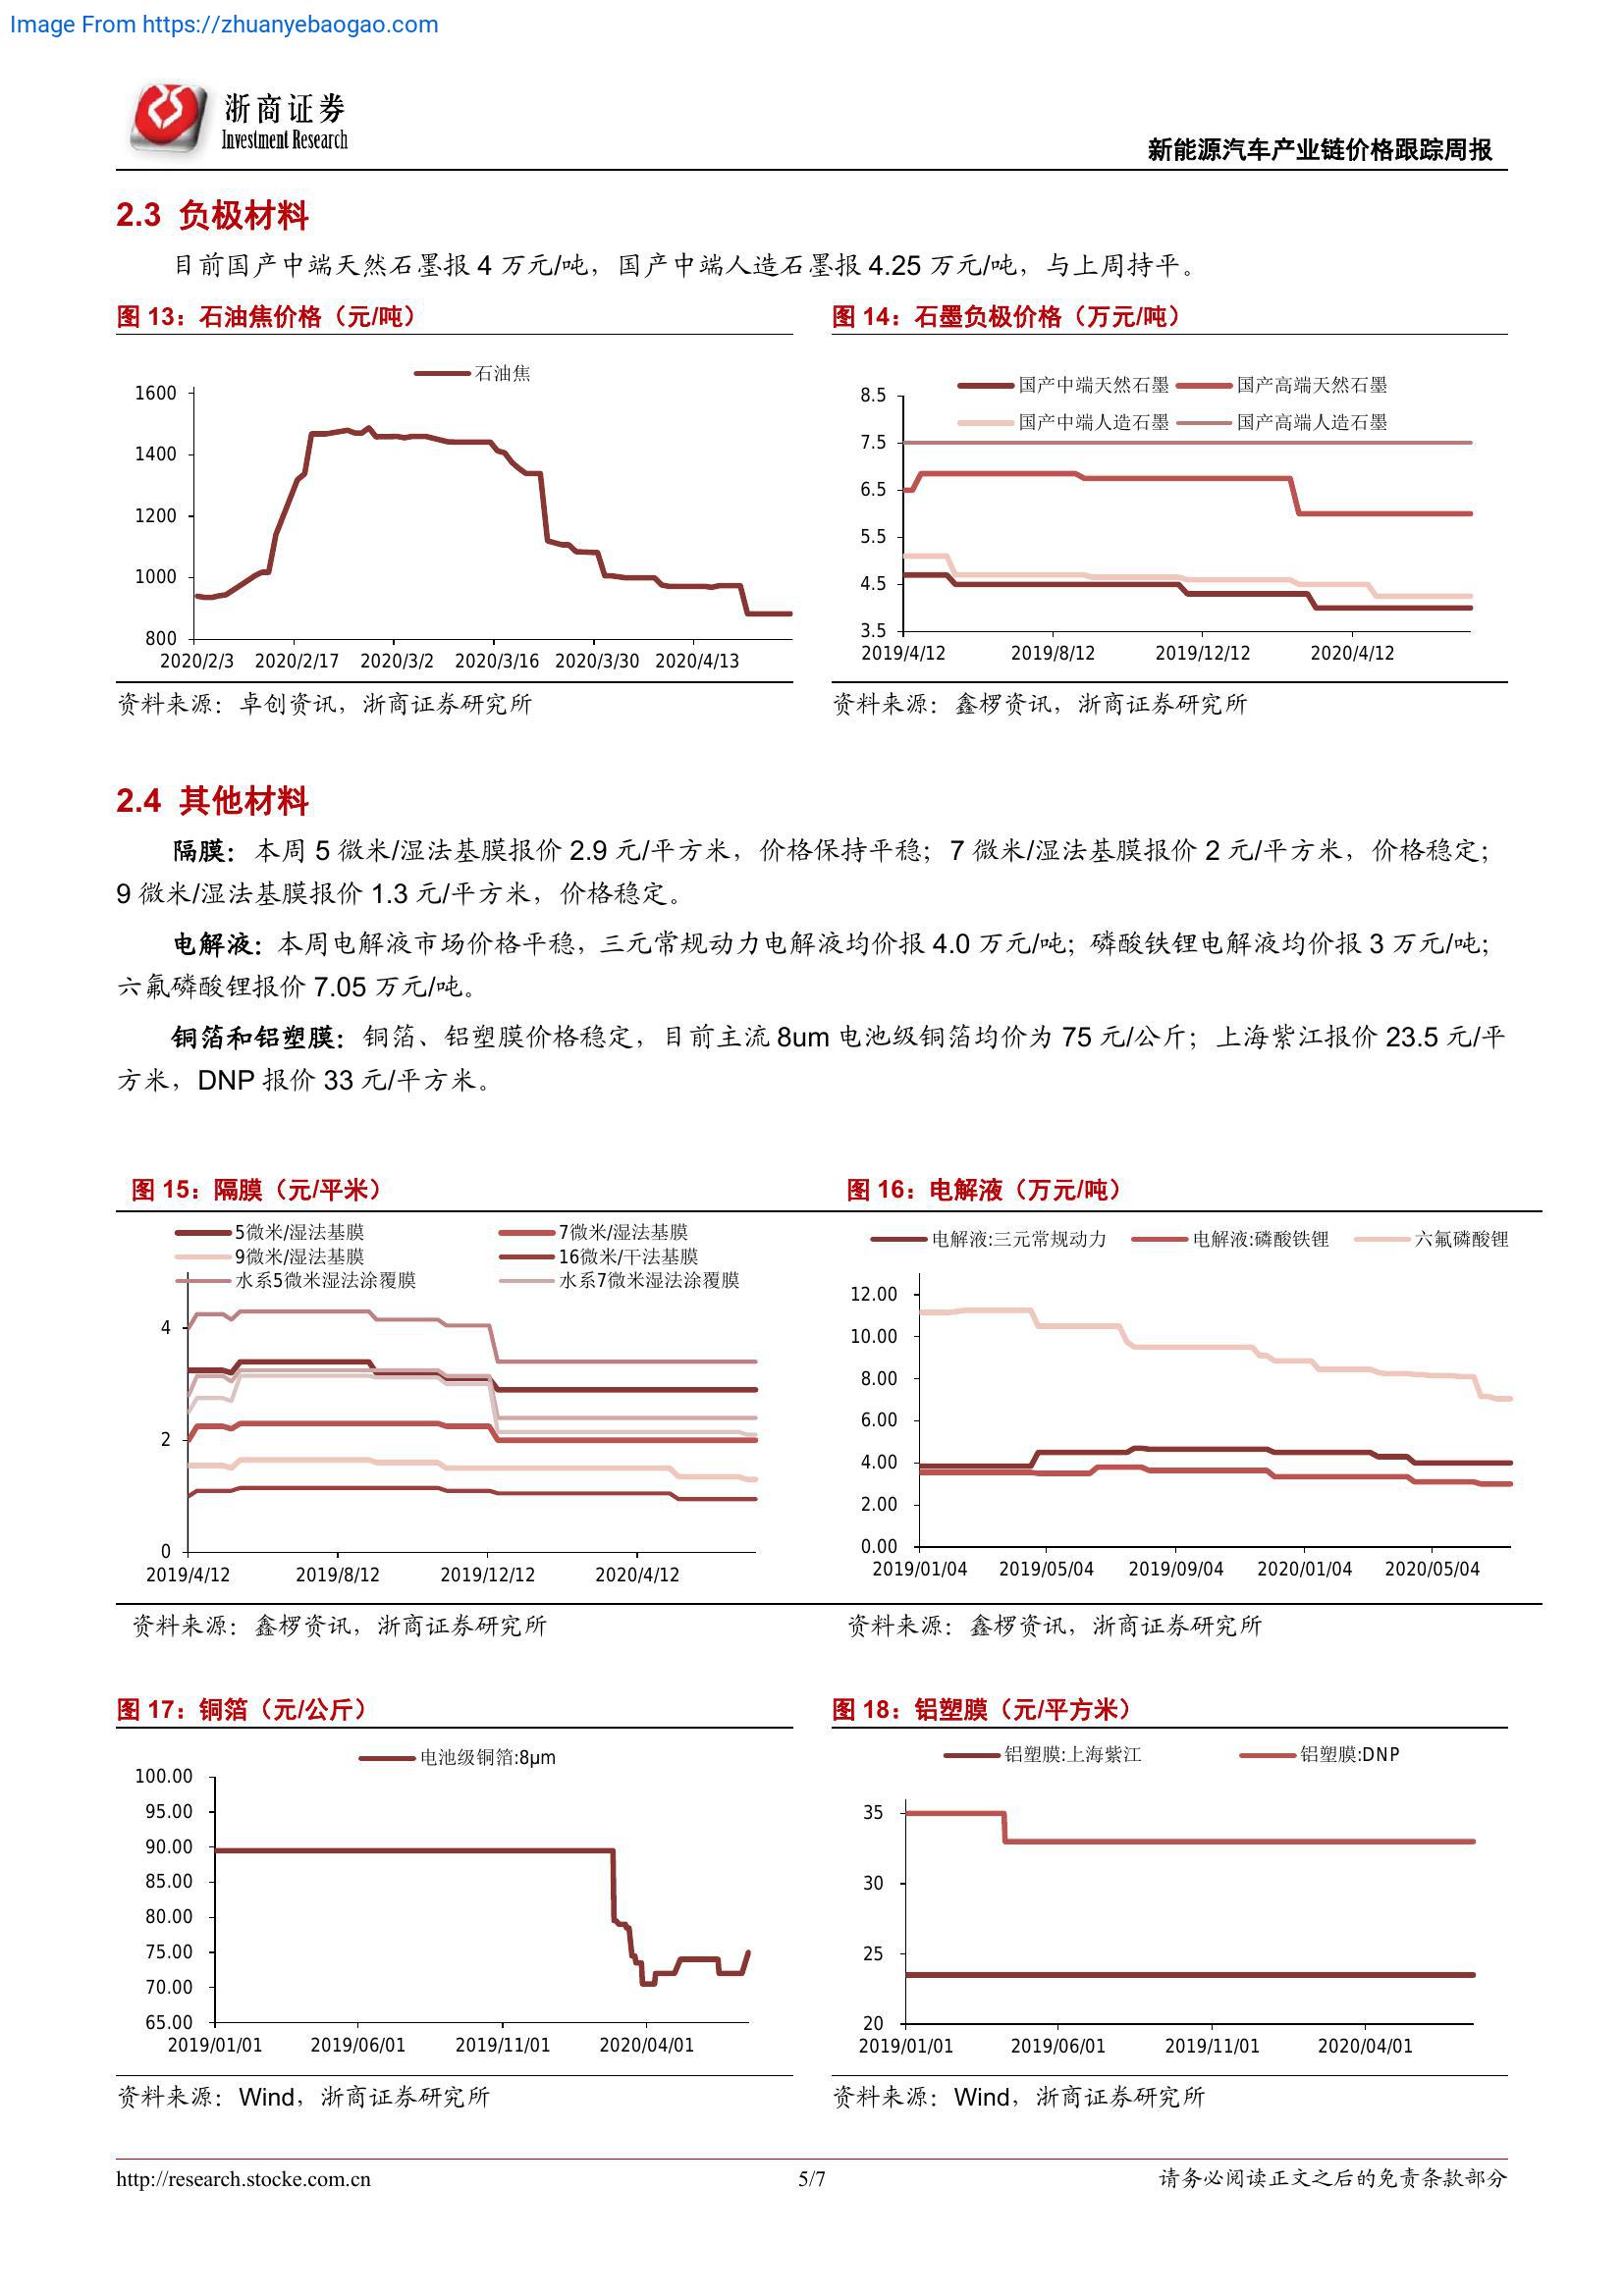 Image From https://zhuanyebaogao.com
浙商证券
Investment Research
新能源汽车产业链价格跟踪周报
2.3 负极材料
目前国产中端天然石墨报 4 万元/吨，国产中端人造石墨报 4.25 万元/吨，与上周持平。
图 13：石油焦价格（元/吨）
石油焦
1600
1400
1200
1000
800
2020/2/3 2020/2/17 2020/3/2 2020/3/16 2020/3/30 2020/4/13
资料来源：卓创资讯，浙商证券研究所
图 14：石墨负极价格（万元/吨）
国产中端天然石墨 国产高端天然石墨
国产中端人造石墨 国产高端人造石墨
8.5
7.5
6.5
5.5
4.5
3.5
2019/4/12 2019/8/12 2019/12/12 2020/4/12
资料来源：鑫椤资讯，浙商证券研究所
2.4 其他材料
隔膜：本周 5 微米/湿法基膜报价 2.9 元/平方米，价格保持平稳；7 微米/湿法基膜报价 2 元/平方米，价格稳定；
9 微米/湿法基膜报价 1.3 元/平方米，价格稳定。
电解液：本周电解液市场价格平稳，三元常规动力电解液均价报 4.0 万元/吨；磷酸铁锂电解液均价报 3 万元/吨；
六氟磷酸锂报价 7.05 万元/吨。
铜箔和铝塑膜：铜箔、铝塑膜价格稳定，目前主流 8um 电池级铜箔均价为 75 元/公斤；上海紫江报价 23.5 元/平
方米，DNP 报价 33 元/平方米。
图 15：隔膜（元/平米）
5微米/湿法基膜 7微米/湿法基膜
9微米/湿法基膜 16微米/干法基膜
水系5微米湿法涂覆膜 水系7微米湿法涂覆膜
4
2
0
2019/4/12 2019/8/12 2019/12/12 2020/4/12
资料来源：鑫椤资讯，浙商证券研究所
图 16：电解液（万元/吨）
电解液:三元常规动力 电解液:磷酸铁锂 六氟磷酸锂
12.00
10.00
8.00
6.00
4.00
2.00
0.00
2019/01/04 2019/05/04 2019/09/04 2020/01/04 2020/05/04
资料来源：鑫椤资讯，浙商证券研究所
图 17：铜箔（元/公斤）
电池级铜箔:8μm
100.00
95.00
90.00
85.00
80.00
75.00
70.00
65.00
2019/01/01 2019/06/01 2019/11/01 2020/04/01
资料来源：Wind，浙商证券研究所
图 18：铝塑膜（元/平方米）
铝塑膜:上海紫江 铝塑膜:DNP
35
30
25
20
2019/01/01 2019/06/01 2019/11/01 2020/04/01
资料来源：Wind，浙商证券研究所
http://research.stocke.com.cn 5/7 请务必阅读正文之后的免责条款部分